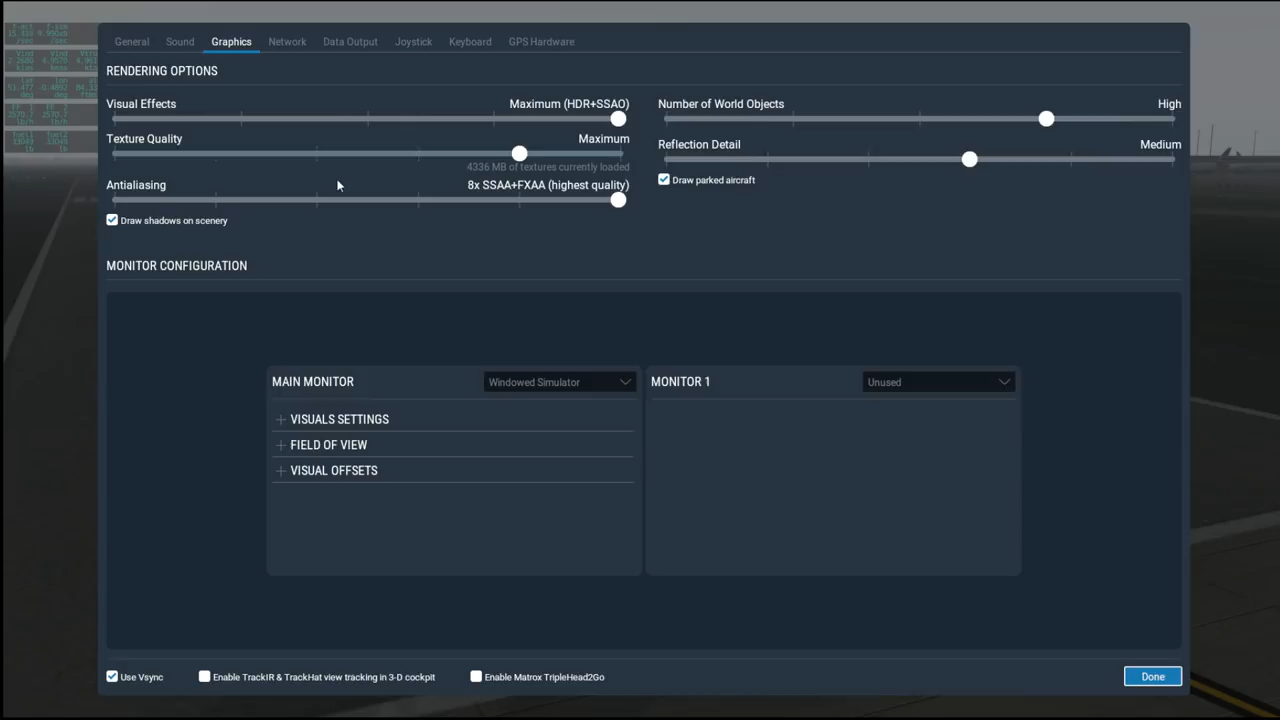 General Sound Graphics Network Data Output Joystick Keyboard GPS Hardware
RENDERING OPTIONS
Visual Effects Maximum (HDR+SSAO)
Texture Quality Maximum
4336 MB of textures currently loaded
Antialiasing 8x SSAA+FXAA (highest quality)
Draw shadows on scenery
Number of World Objects High
Reflection Detail Medium
Draw parked aircraft
MONITOR CONFIGURATION
MAIN MONITOR Windowed Simulator
VISUALS SETTINGS
FIELD OF VIEW
VISUAL OFFSETS
MONITOR 1 Unused
Use Vsync Enable TrackIR & TrackHat view tracking in 3-D cockpit Enable Matrox TripleHead2Go
Done